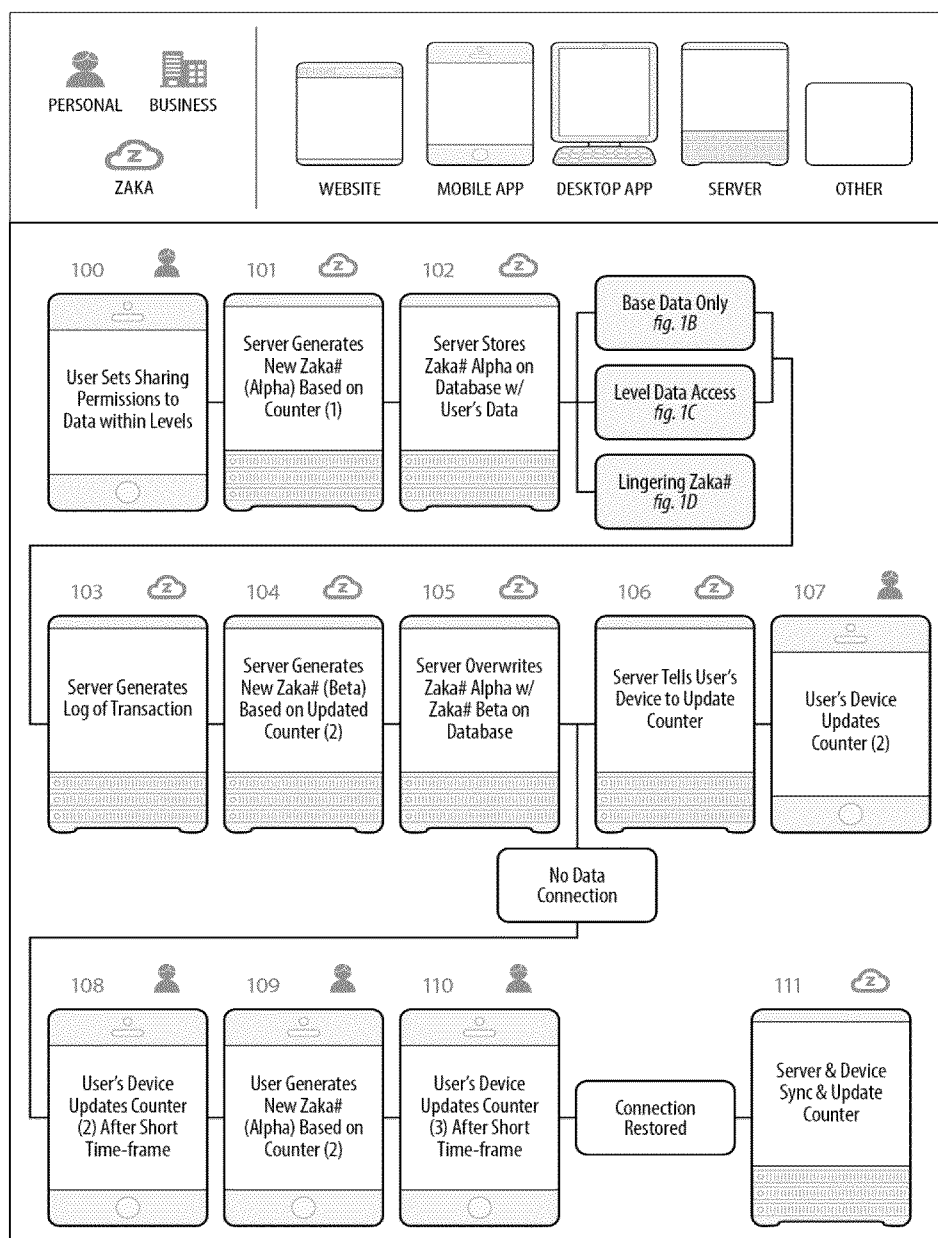 PERSONAL
BUSINESS
Z
ZAKA
WEBSITE
MOBILE APP
DESKTOP APP
SERVER
OTHER
100
User Sets Sharing
Permissions to
Data within Levels
101
Z
Server Generates
New Zaka#
(Alpha) Based on
Counter (1)
102
Z
Server Stores
Zaka# Alpha on
Database w/
User's Data
Base Data Only
fig. 1B
Level Data Access
fig. 1C
Lingering Zaka#
fig. 1D
103
Z
Server Generates
Log of Transaction
104
Z
Server Generates
New Zaka# (Beta)
Based on Updated
Counter (2)
105
Z
Server Overwrites
Zaka# Alpha w/
Zaka# Beta on
Database
106
Z
Server Tells User's
Device to Update
Counter
107
User's Device
Updates
Counter (2)
No Data
Connection
108
User's Device
Updates Counter
(2) After Short
Time-frame
109
User Generates
New Zaka#
(Alpha) Based on
Counter (2)
110
User's Device
Updates Counter
(3) After Short
Time-frame
Connection
Restored
111
Z
Server & Device
Sync & Update
Counter